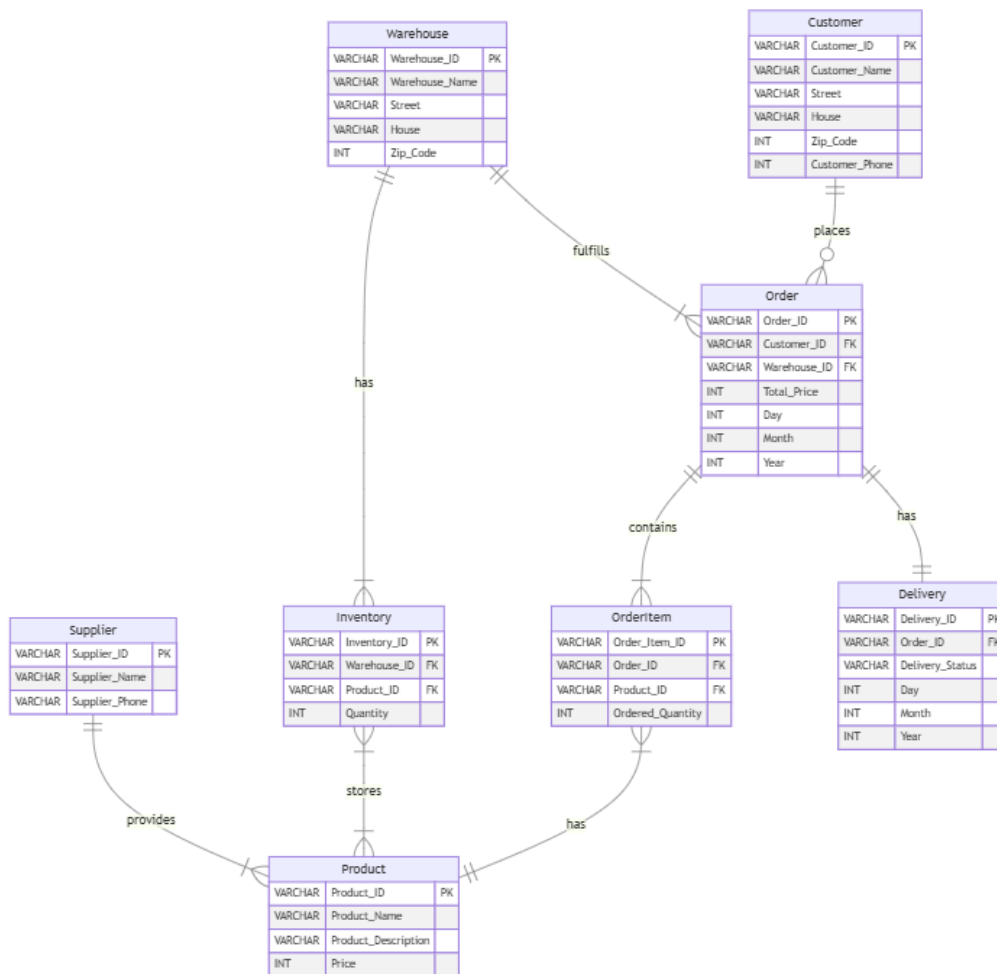 Warehouse
VARCHAR Warehouse_ID PK
VARCHAR Warehouse_Name
VARCHAR Street
VARCHAR House
INT Zip_Code
Customer
VARCHAR Customer_ID PK
VARCHAR Customer_Name
VARCHAR Street
VARCHAR House
INT Zip_Code
INT Customer_Phone
places
fulfills
Order
VARCHAR Order_ID PK
VARCHAR Customer_ID FK
VARCHAR Warehouse_ID FK
INT Total_Price
INT Day
INT Month
INT Year
has
contains
has
Supplier
VARCHAR Supplier_ID PK
VARCHAR Supplier_Name
VARCHAR Supplier_Phone
Inventory
VARCHAR Inventory_ID PK
VARCHAR Warehouse_ID FK
VARCHAR Product_ID FK
INT Quantity
OrderItem
VARCHAR Order_Item_ID PK
VARCHAR Order_ID FK
VARCHAR Product_ID FK
INT Ordered_Quantity
Delivery
VARCHAR Delivery_ID PK
VARCHAR Order_ID FK
VARCHAR Delivery_Status
INT Day
INT Month
INT Year
provides
stores
has
Product
VARCHAR Product_ID PK
VARCHAR Product_Name
VARCHAR Product_Description
INT Price